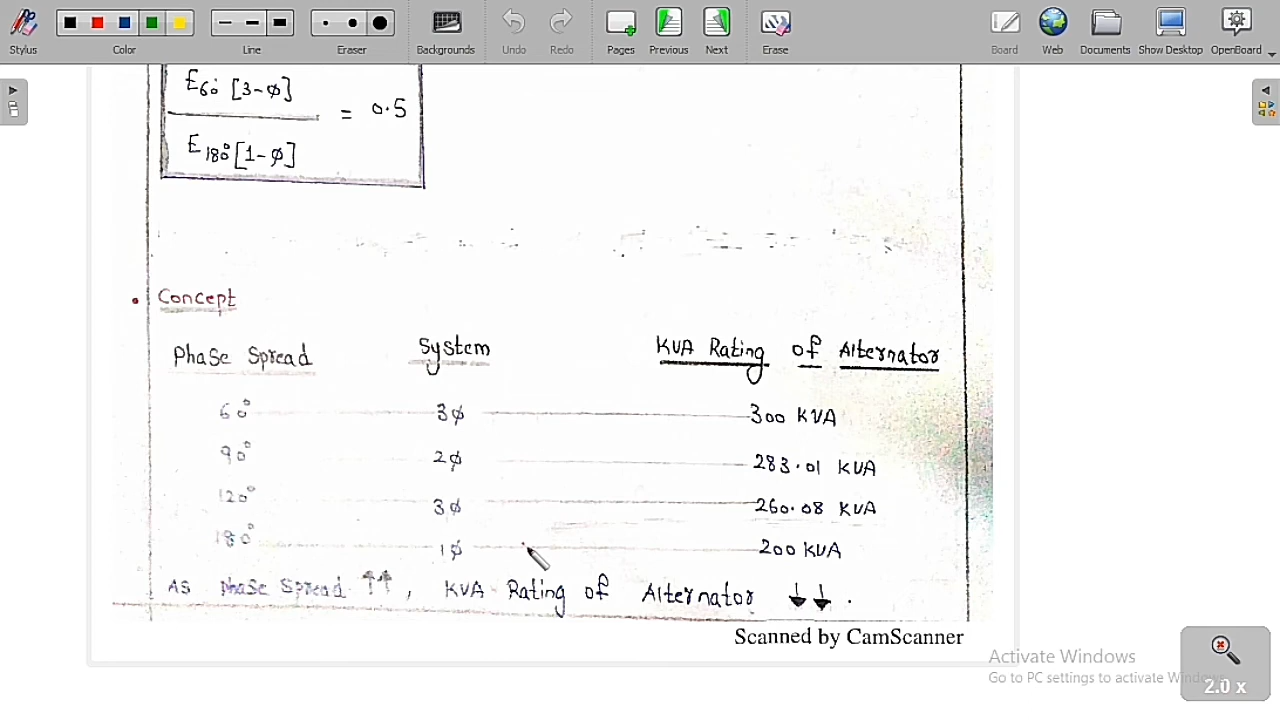 Stylus
Color
Line
Eraser
Backgrounds
Undo
Redo
Pages
Previous
Next
Erase
Board
Web
Documents
Show Desktop
OpenBoard
E60° [3-φ]
= 0.5
E180° [1-φ]
• Concept
Phase Spread System KVA Rating of Alternator
60° 3φ 300 KVA
90° 2φ 283.01 KVA
120° 3φ 260.08 KVA
180° 1φ 200 KVA
As Phase Spread ↑↑, KVA Rating of Alternator ↓↓.
Scanned by CamScanner
Activate Windows
Go to PC settings to activate Windows
2.0 x